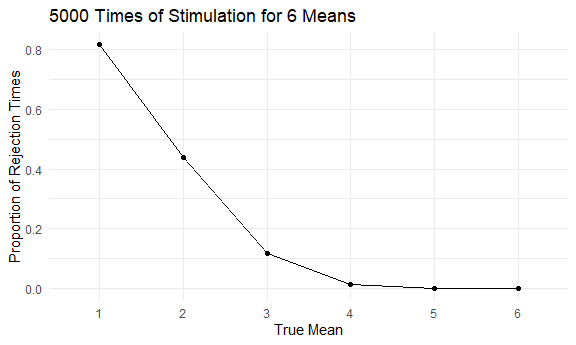 5000 Times of Stimulation for 6 Means
Proportion of Rejection Times
0.8
0.6
0.4
0.2
0.0
1 2 3 4 5 6
True Mean